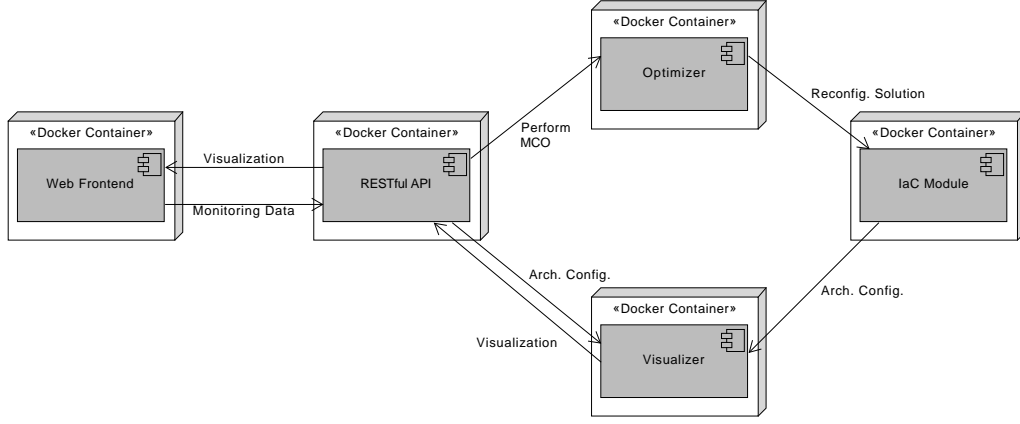 «Docker Container»
Optimizer
Reconfig. Solution
Perform
MCO
«Docker Container»
Web Frontend
Visualization
Monitoring Data
«Docker Container»
RESTful API
«Docker Container»
IaC Module
Arch. Config.
Arch. Config.
Visualization
«Docker Container»
Visualizer